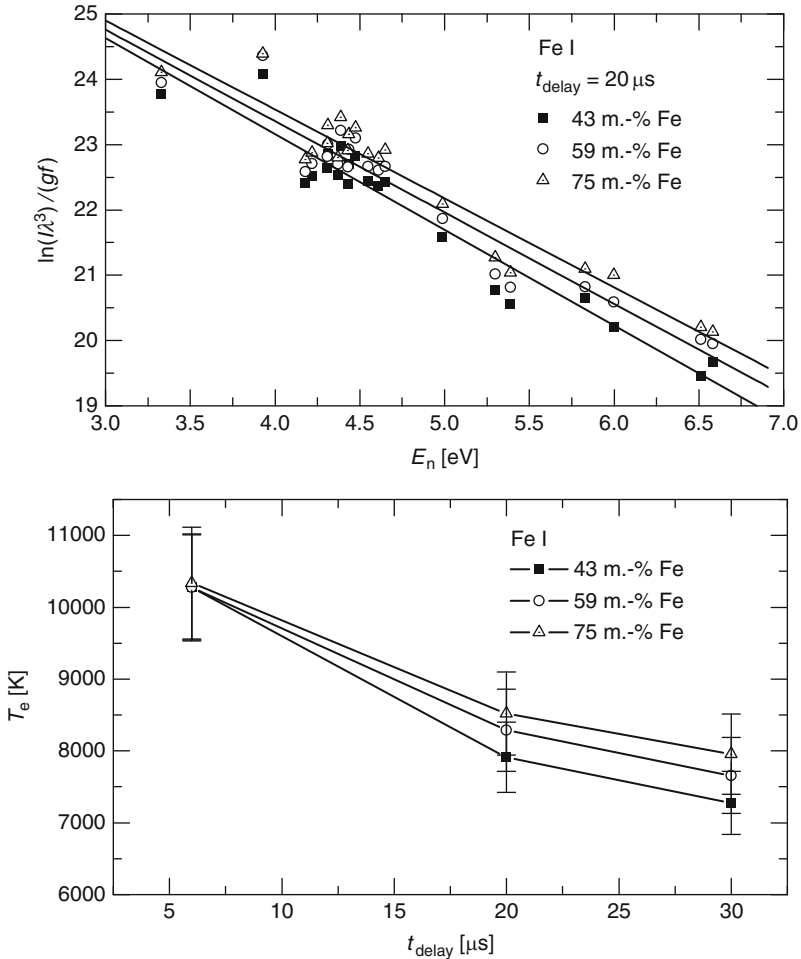 25
24
23
22
21
20
19
ln(Iλ³)/(gf)
Fe I
t_delay = 20 μs
43 m.-% Fe
59 m.-% Fe
75 m.-% Fe
3.0 3.5 4.0 4.5 5.0 5.5 6.0 6.5 7.0
E_n [eV]
11000
10000
9000
8000
7000
6000
T_e [K]
Fe I
43 m.-% Fe
59 m.-% Fe
75 m.-% Fe
5 10 15 20 25 30
t_delay [μs]